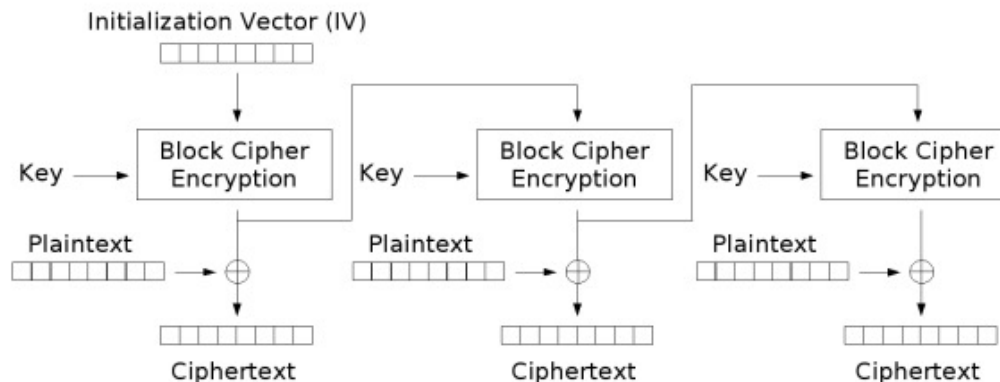 Initialization Vector (IV)
Key
Block Cipher
Encryption
Key
Block Cipher
Encryption
Key
Block Cipher
Encryption
Plaintext
Plaintext
Plaintext
Ciphertext
Ciphertext
Ciphertext